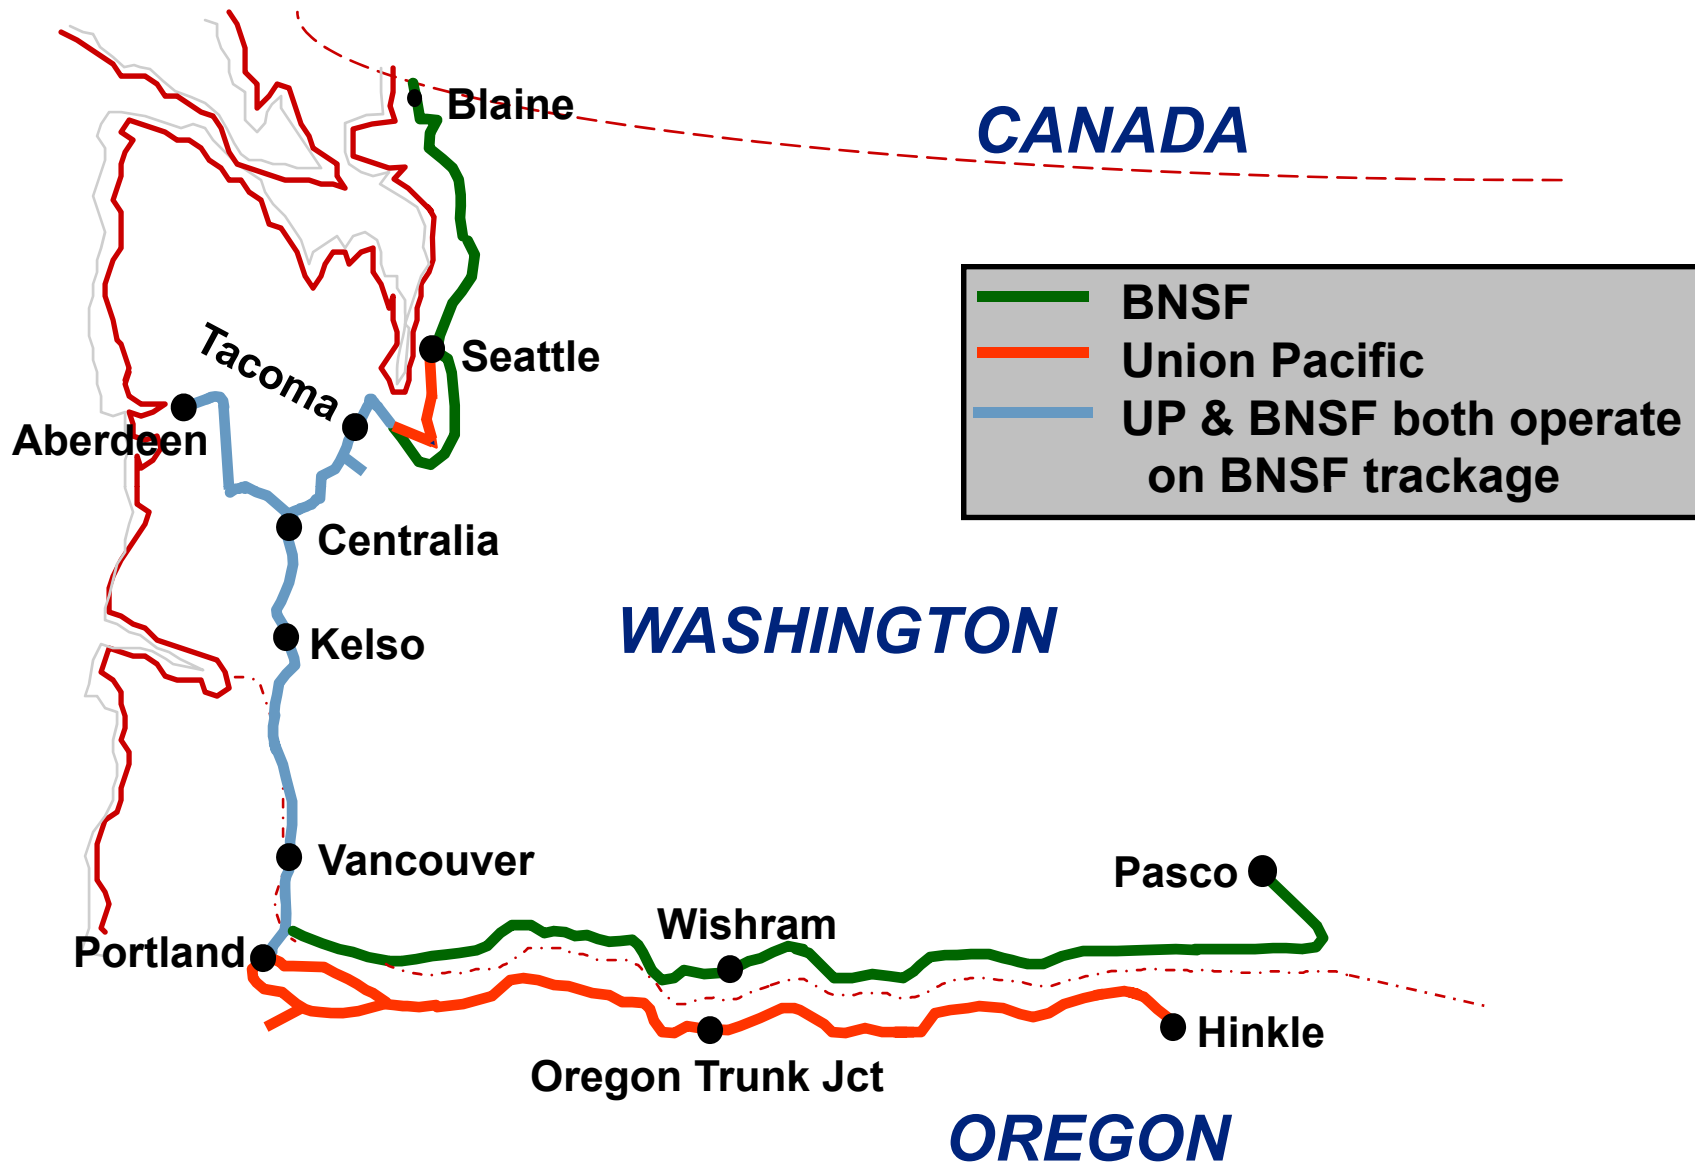 Blaine
CANADA
BNSF
Union Pacific
UP & BNSF both operate
on BNSF trackage
Tacoma
Seattle
Aberdeen
Centralia
WASHINGTON
Kelso
Vancouver
Pasco
Wishram
Portland
Hinkle
Oregon Trunk Jct
OREGON